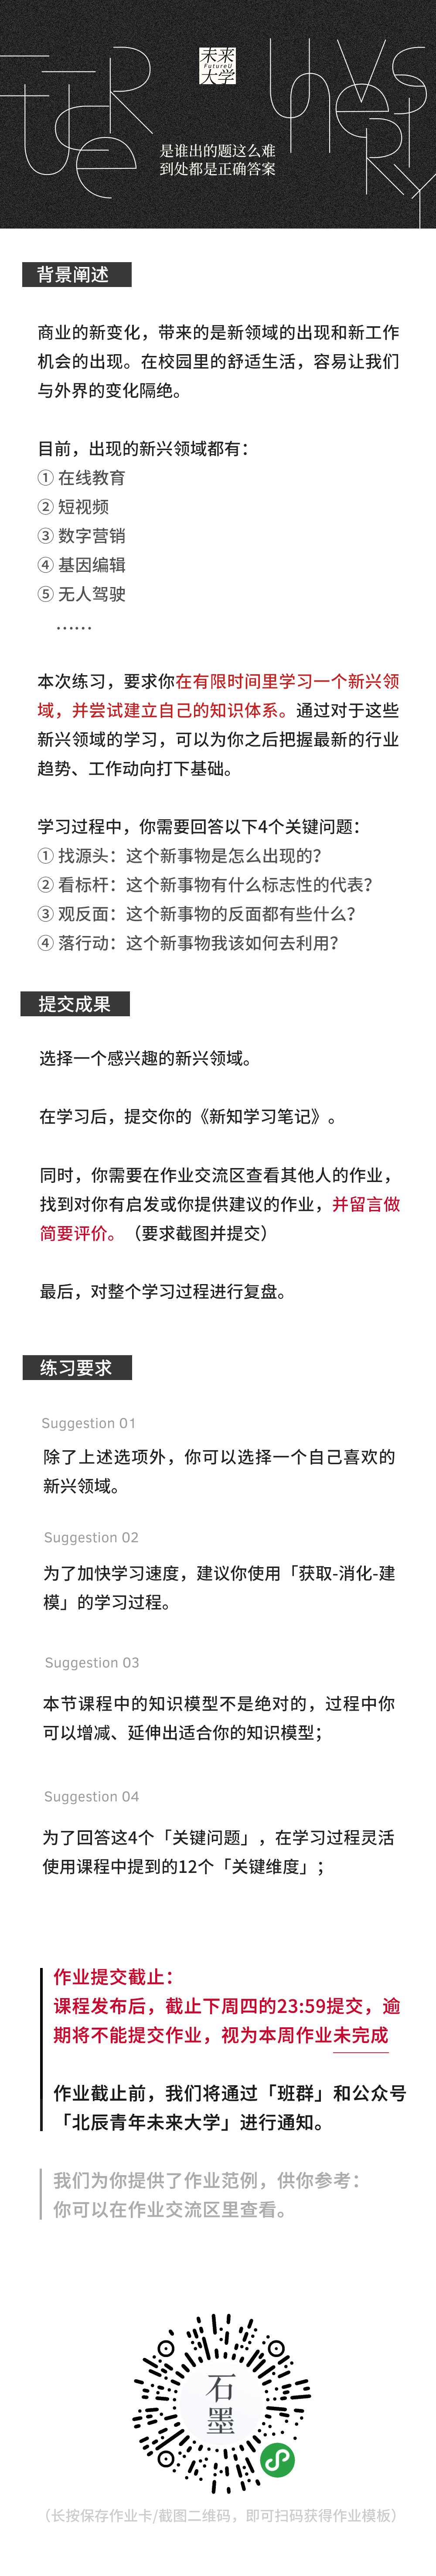 FUTURE UNIVERSITY
未来
FutureU
大学
是谁出的题这么难
到处都是正确答案
背景阐述
商业的新变化，带来的是新领域的出现和新工作
机会的出现。在校园里的舒适生活，容易让我们
与外界的变化隔绝。
目前，出现的新兴领域都有：
① 在线教育
② 短视频
③ 数字营销
④ 基因编辑
⑤ 无人驾驶
……
本次练习，要求你在有限时间里学习一个新兴领
域，并尝试建立自己的知识体系。通过对于这些
新兴领域的学习，可以为你之后把握最新的行业
趋势、工作动向打下基础。
学习过程中，你需要回答以下4个关键问题：
① 找源头：这个新事物是怎么出现的？
② 看标杆：这个新事物有什么标志性的代表？
③ 观反面：这个新事物的反面都有些什么？
④ 落行动：这个新事物我该如何去利用？
提交成果
选择一个感兴趣的新兴领域。
在学习后，提交你的《新知学习笔记》。
同时，你需要在作业交流区查看其他人的作业，
找到对你有启发或你提供建议的作业，并留言做
简要评价。（要求截图并提交）
最后，对整个学习过程进行复盘。
练习要求
Suggestion 01
除了上述选项外，你可以选择一个自己喜欢的
新兴领域。
Suggestion 02
为了加快学习速度，建议你使用「获取-消化-建
模」的学习过程。
Suggestion 03
本节课程中的知识模型不是绝对的，过程中你
可以增减、延伸出适合你的知识模型；
Suggestion 04
为了回答这4个「关键问题」，在学习过程灵活
使用课程中提到的12个「关键维度」；
作业提交截止：
课程发布后，截止下周四的23:59提交，逾
期将不能提交作业，视为本周作业未完成
作业截止前，我们将通过「班群」和公众号
「北辰青年未来大学」进行通知。
我们为你提供了作业范例，供你参考：
你可以在作业交流区里查看。
石
墨
（长按保存作业卡/截图二维码，即可扫码获得作业模板）